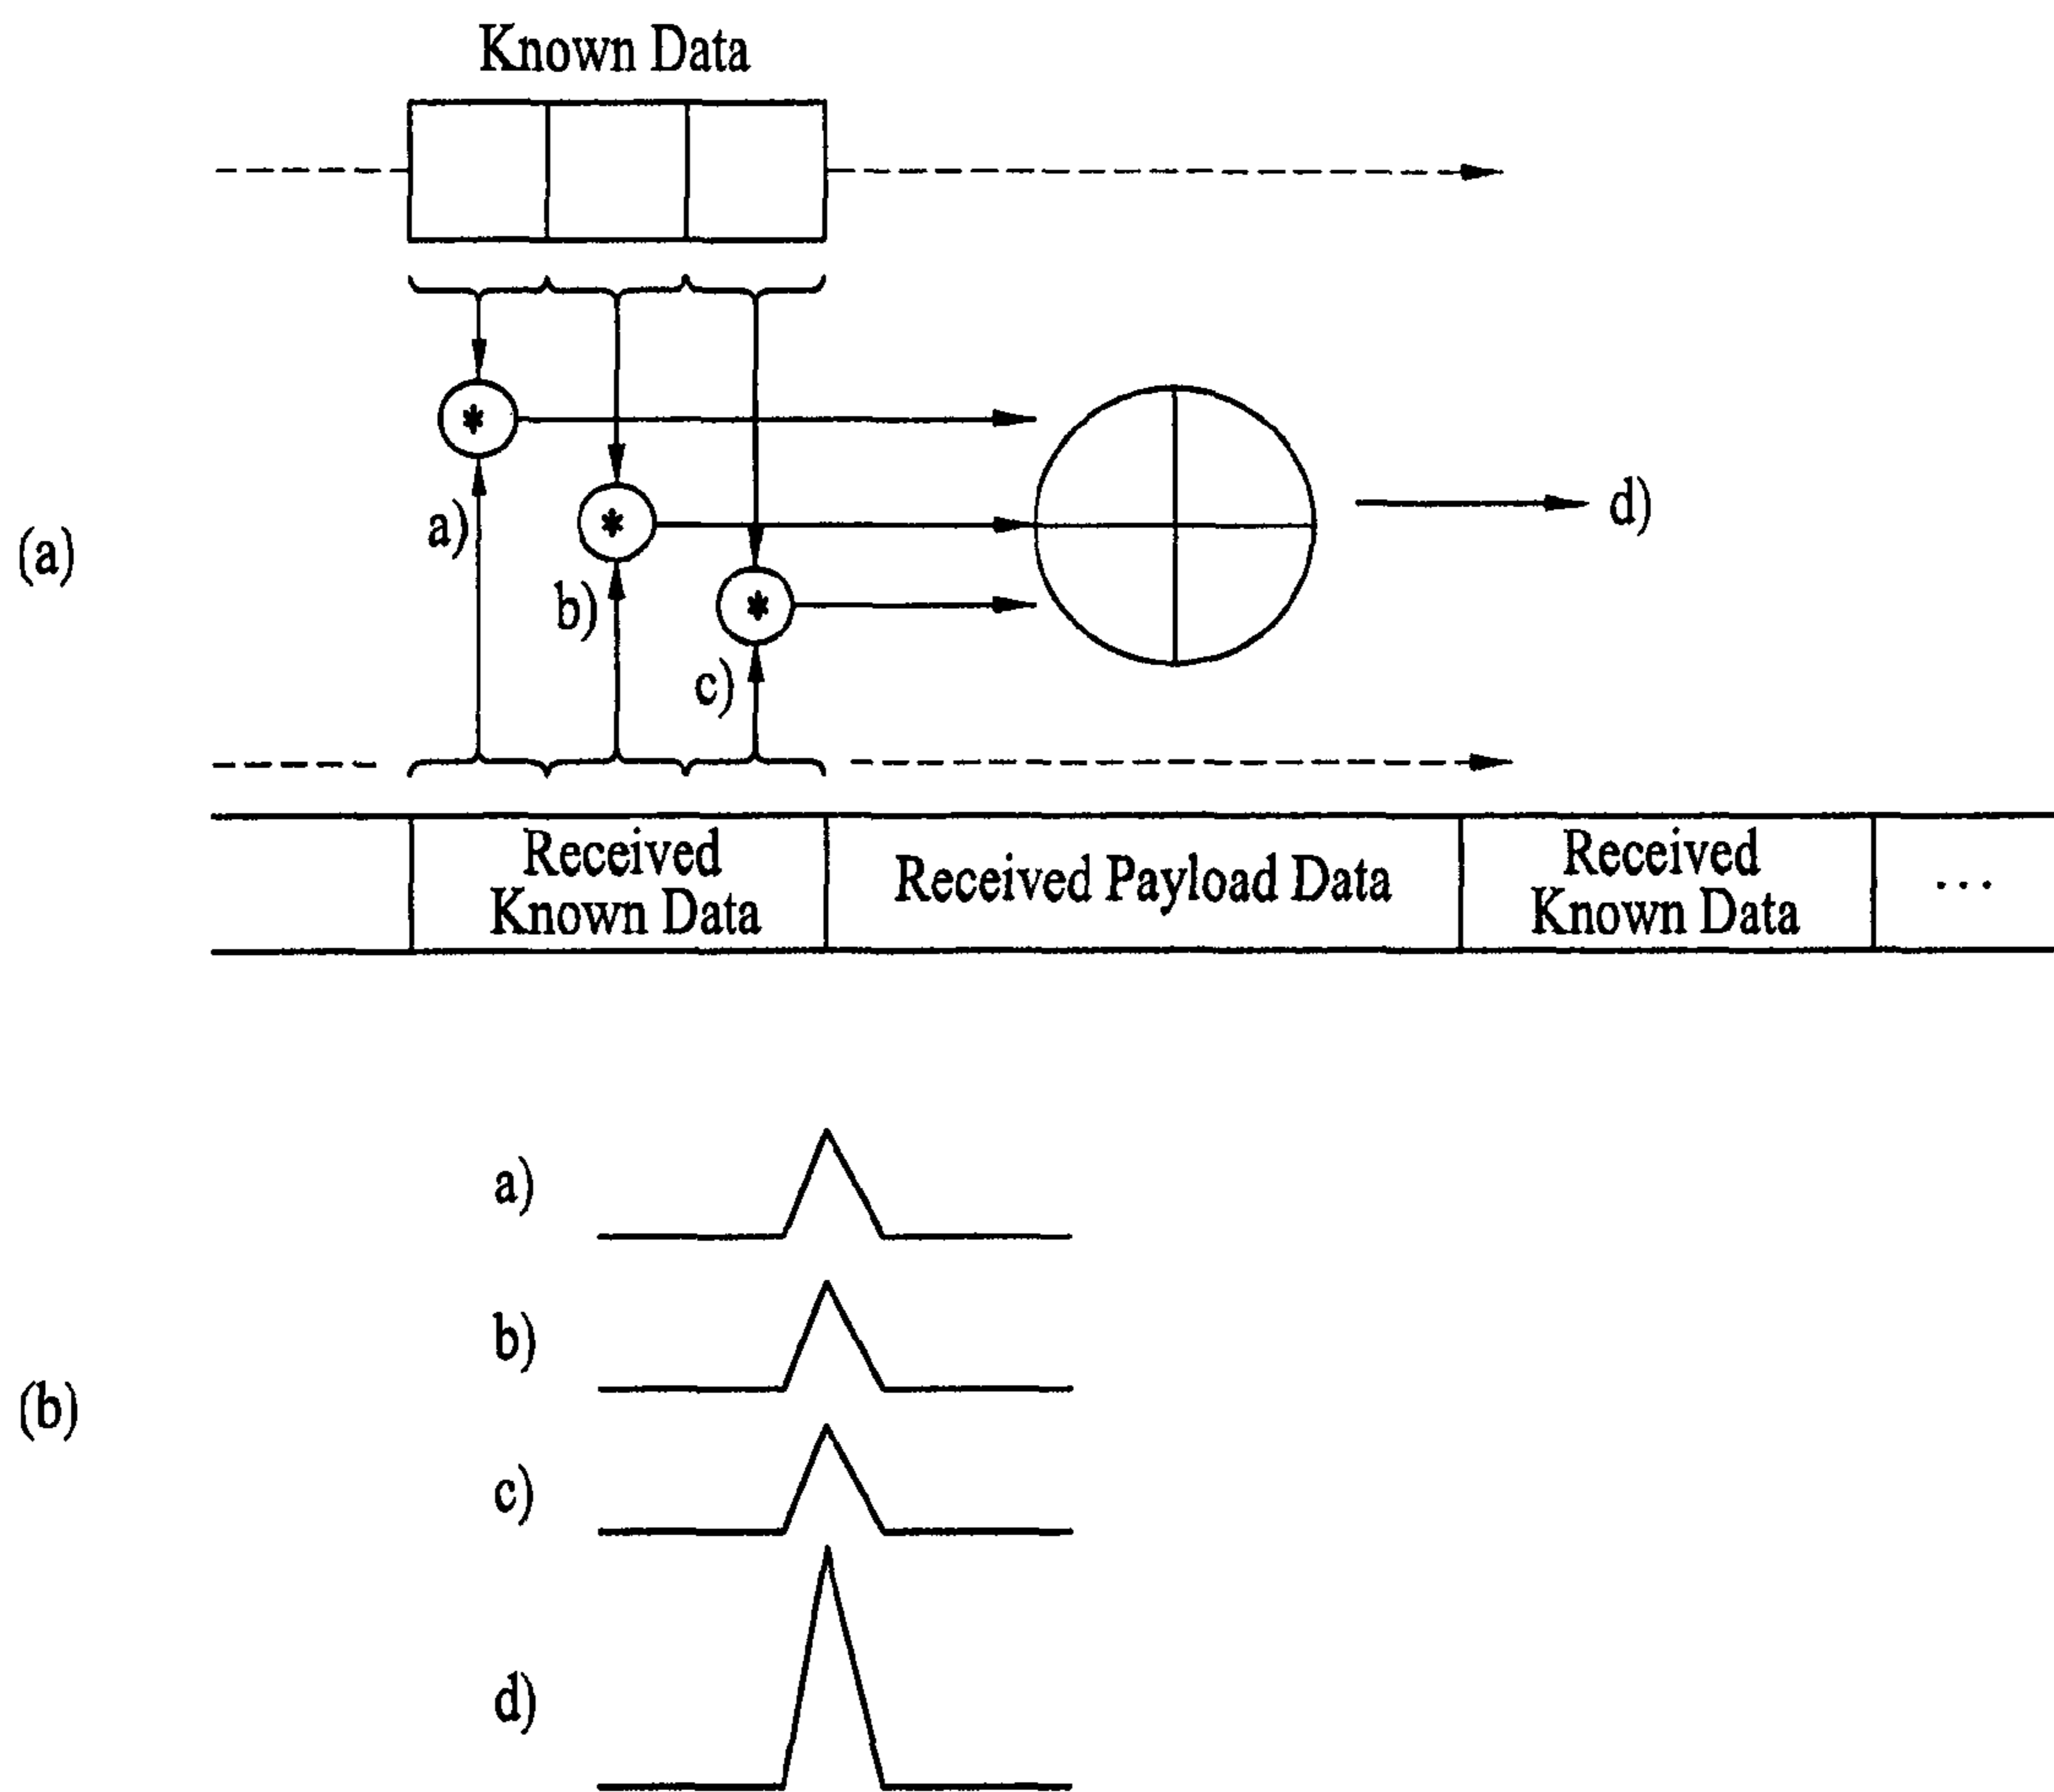 Known Data
(a)
*
a)
*
b)
*
c)
d)
Received
Known Data
Received Payload Data
Received
Known Data
...
(b)
a)
b)
c)
d)